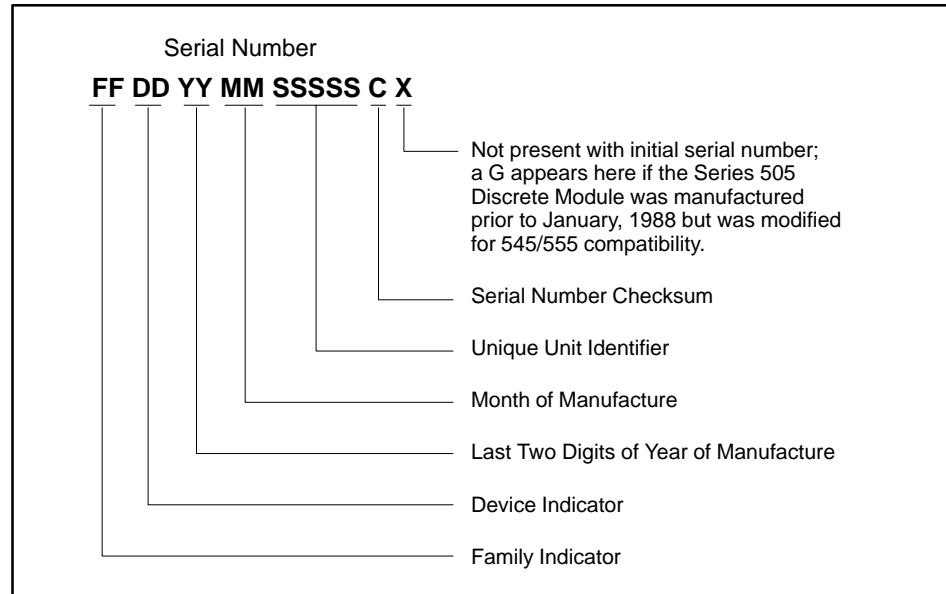 Serial Number
FF DD YY MM SSSSS C X
Not present with initial serial number;
a G appears here if the Series 505
Discrete Module was manufactured
prior to January, 1988 but was modified
for 545/555 compatibility.
Serial Number Checksum
Unique Unit Identifier
Month of Manufacture
Last Two Digits of Year of Manufacture
Device Indicator
Family Indicator